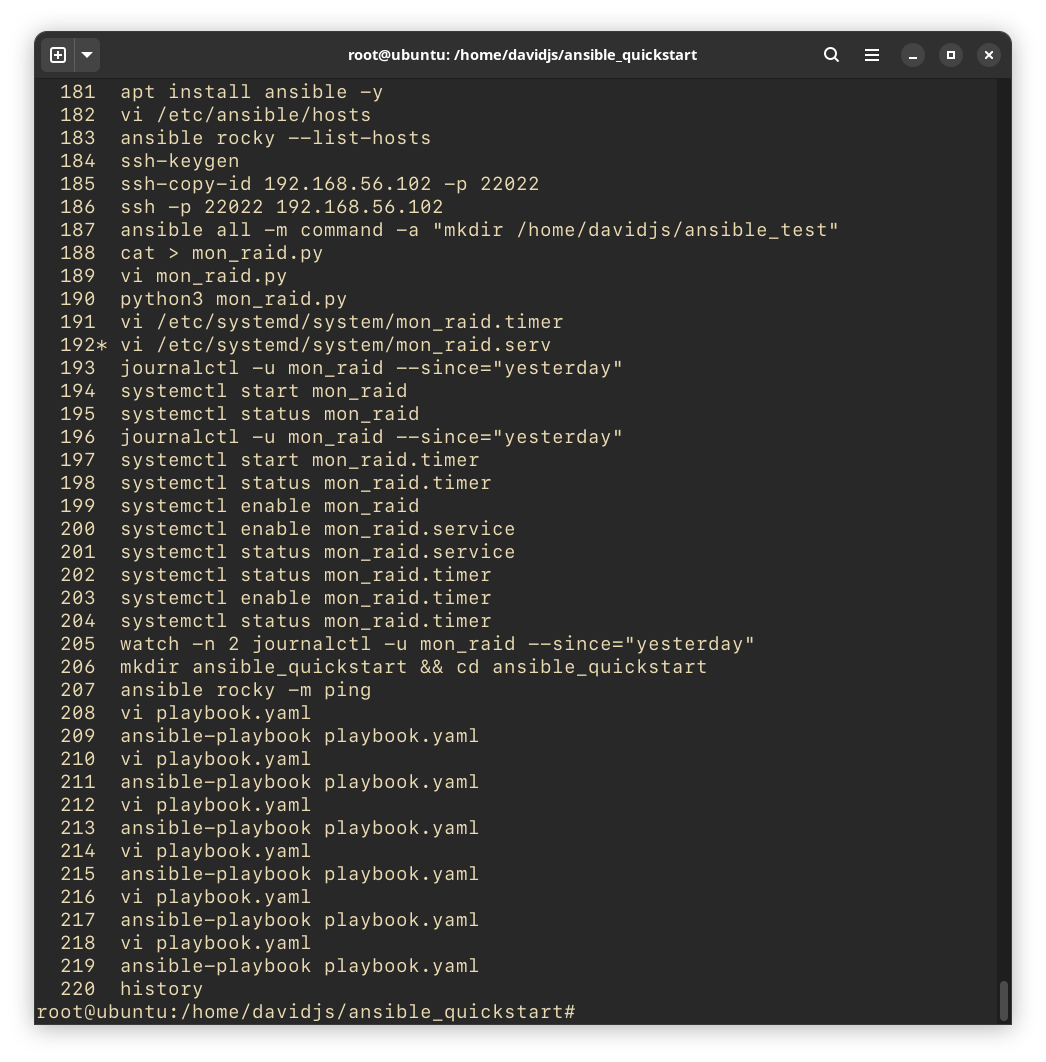 root@ubuntu: /home/davidjs/ansible_quickstart
181 apt install ansible -y
182 vi /etc/ansible/hosts
183 ansible rocky --list-hosts
184 ssh-keygen
185 ssh-copy-id 192.168.56.102 -p 22022
186 ssh -p 22022 192.168.56.102
187 ansible all -m command -a "mkdir /home/davidjs/ansible_test"
188 cat > mon_raid.py
189 vi mon_raid.py
190 python3 mon_raid.py
191 vi /etc/systemd/system/mon_raid.timer
192* vi /etc/systemd/system/mon_raid.serv
193 journalctl -u mon_raid --since="yesterday"
194 systemctl start mon_raid
195 systemctl status mon_raid
196 journalctl -u mon_raid --since="yesterday"
197 systemctl start mon_raid.timer
198 systemctl status mon_raid.timer
199 systemctl enable mon_raid
200 systemctl enable mon_raid.service
201 systemctl status mon_raid.service
202 systemctl status mon_raid.timer
203 systemctl enable mon_raid.timer
204 systemctl status mon_raid.timer
205 watch -n 2 journalctl -u mon_raid --since="yesterday"
206 mkdir ansible_quickstart && cd ansible_quickstart
207 ansible rocky -m ping
208 vi playbook.yaml
209 ansible-playbook playbook.yaml
210 vi playbook.yaml
211 ansible-playbook playbook.yaml
212 vi playbook.yaml
213 ansible-playbook playbook.yaml
214 vi playbook.yaml
215 ansible-playbook playbook.yaml
216 vi playbook.yaml
217 ansible-playbook playbook.yaml
218 vi playbook.yaml
219 ansible-playbook playbook.yaml
220 history
root@ubuntu:/home/davidjs/ansible_quickstart#